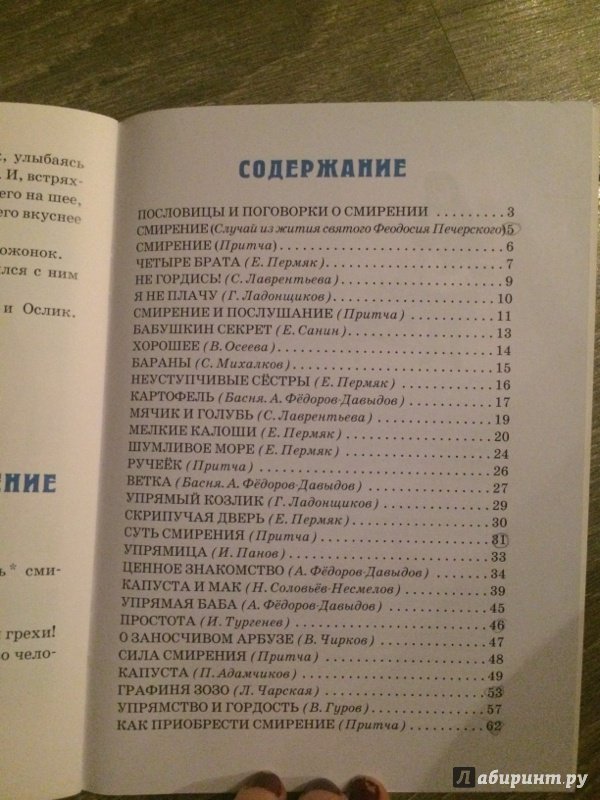 , улыбаясь
. И, встрях-
его на шее,
его вкуснее
ожонок.
лся с ним
и Ослик.
ЕНИЕ
ь* сми-
грехи!
о чело-
СОДЕРЖАНИЕ
ПОСЛОВИЦЫ И ПОГОВОРКИ О СМИРЕНИИ . . . . . . . . . 3
СМИРЕНИЕ (Случай из жития святого Феодосия Печерского) 5
СМИРЕНИЕ (Притча) . . . . . . . . . . 6
ЧЕТЫРЕ БРАТА (Е. Пермяк) . . . . . . . . . . 7
НЕ ГОРДИСЬ! (С. Лаврентьева) . . . . . . . . . . 9
Я НЕ ПЛАЧУ (Г. Ладонщиков) . . . . . . . . . . 10
СМИРЕНИЕ И ПОСЛУШАНИЕ (Притча) . . . . . . . . . . 11
БАБУШКИН СЕКРЕТ (Е. Санин) . . . . . . . . . . 13
ХОРОШЕЕ (В. Осеева) . . . . . . . . . . 14
БАРАНЫ (С. Михалков) . . . . . . . . . . 15
НЕУСТУПЧИВЫЕ СЁСТРЫ (Е. Пермяк) . . . . . . . . . . 16
КАРТОФЕЛЬ (Басня. А. Фёдоров-Давыдов) . . . . . . . . . . 17
МЯЧИК И ГОЛУБЬ (С. Лаврентьева) . . . . . . . . . . 19
МЕЛКИЕ КАЛОШИ (Е. Пермяк) . . . . . . . . . . 20
ШУМЛИВОЕ МОРЕ (Е. Пермяк) . . . . . . . . . . 24
РУЧЕЁК (Притча) . . . . . . . . . . 26
ВЕТКА (Басня. А. Фёдоров-Давыдов) . . . . . . . . . . 27
УПРЯМЫЙ КОЗЛИК (Г. Ладонщиков) . . . . . . . . . . 29
СКРИПУЧАЯ ДВЕРЬ (Е. Пермяк) . . . . . . . . . . 30
СУТЬ СМИРЕНИЯ (Притча) . . . . . . . . . . 31
УПРЯМИЦА (И. Панов) . . . . . . . . . . 33
ЦЕННОЕ ЗНАКОМСТВО (А. Фёдоров-Давыдов) . . . . . . . . . . 34
КАПУСТА И МАК (Н. Соловьёв-Несмелов) . . . . . . . . . . 39
УПРЯМАЯ БАБА (А. Фёдоров-Давыдов) . . . . . . . . . . 45
ПРОСТОТА (И. Тургенев) . . . . . . . . . . 46
О ЗАНОСЧИВОМ АРБУЗЕ (В. Чирков) . . . . . . . . . . 47
СИЛА СМИРЕНИЯ (Притча) . . . . . . . . . . 48
КАПУСТА (П. Адамчиков) . . . . . . . . . . 49
ГРАФИНЯ ЗОЗО (Л. Чарская) . . . . . . . . . . 53
УПРЯМСТВО И ГОРДОСТЬ (В. Гуров) . . . . . . . . . . 57
КАК ПРИОБРЕСТИ СМИРЕНИЕ (Притча) . . . . . . . . . . 62
Лабиринт.ру